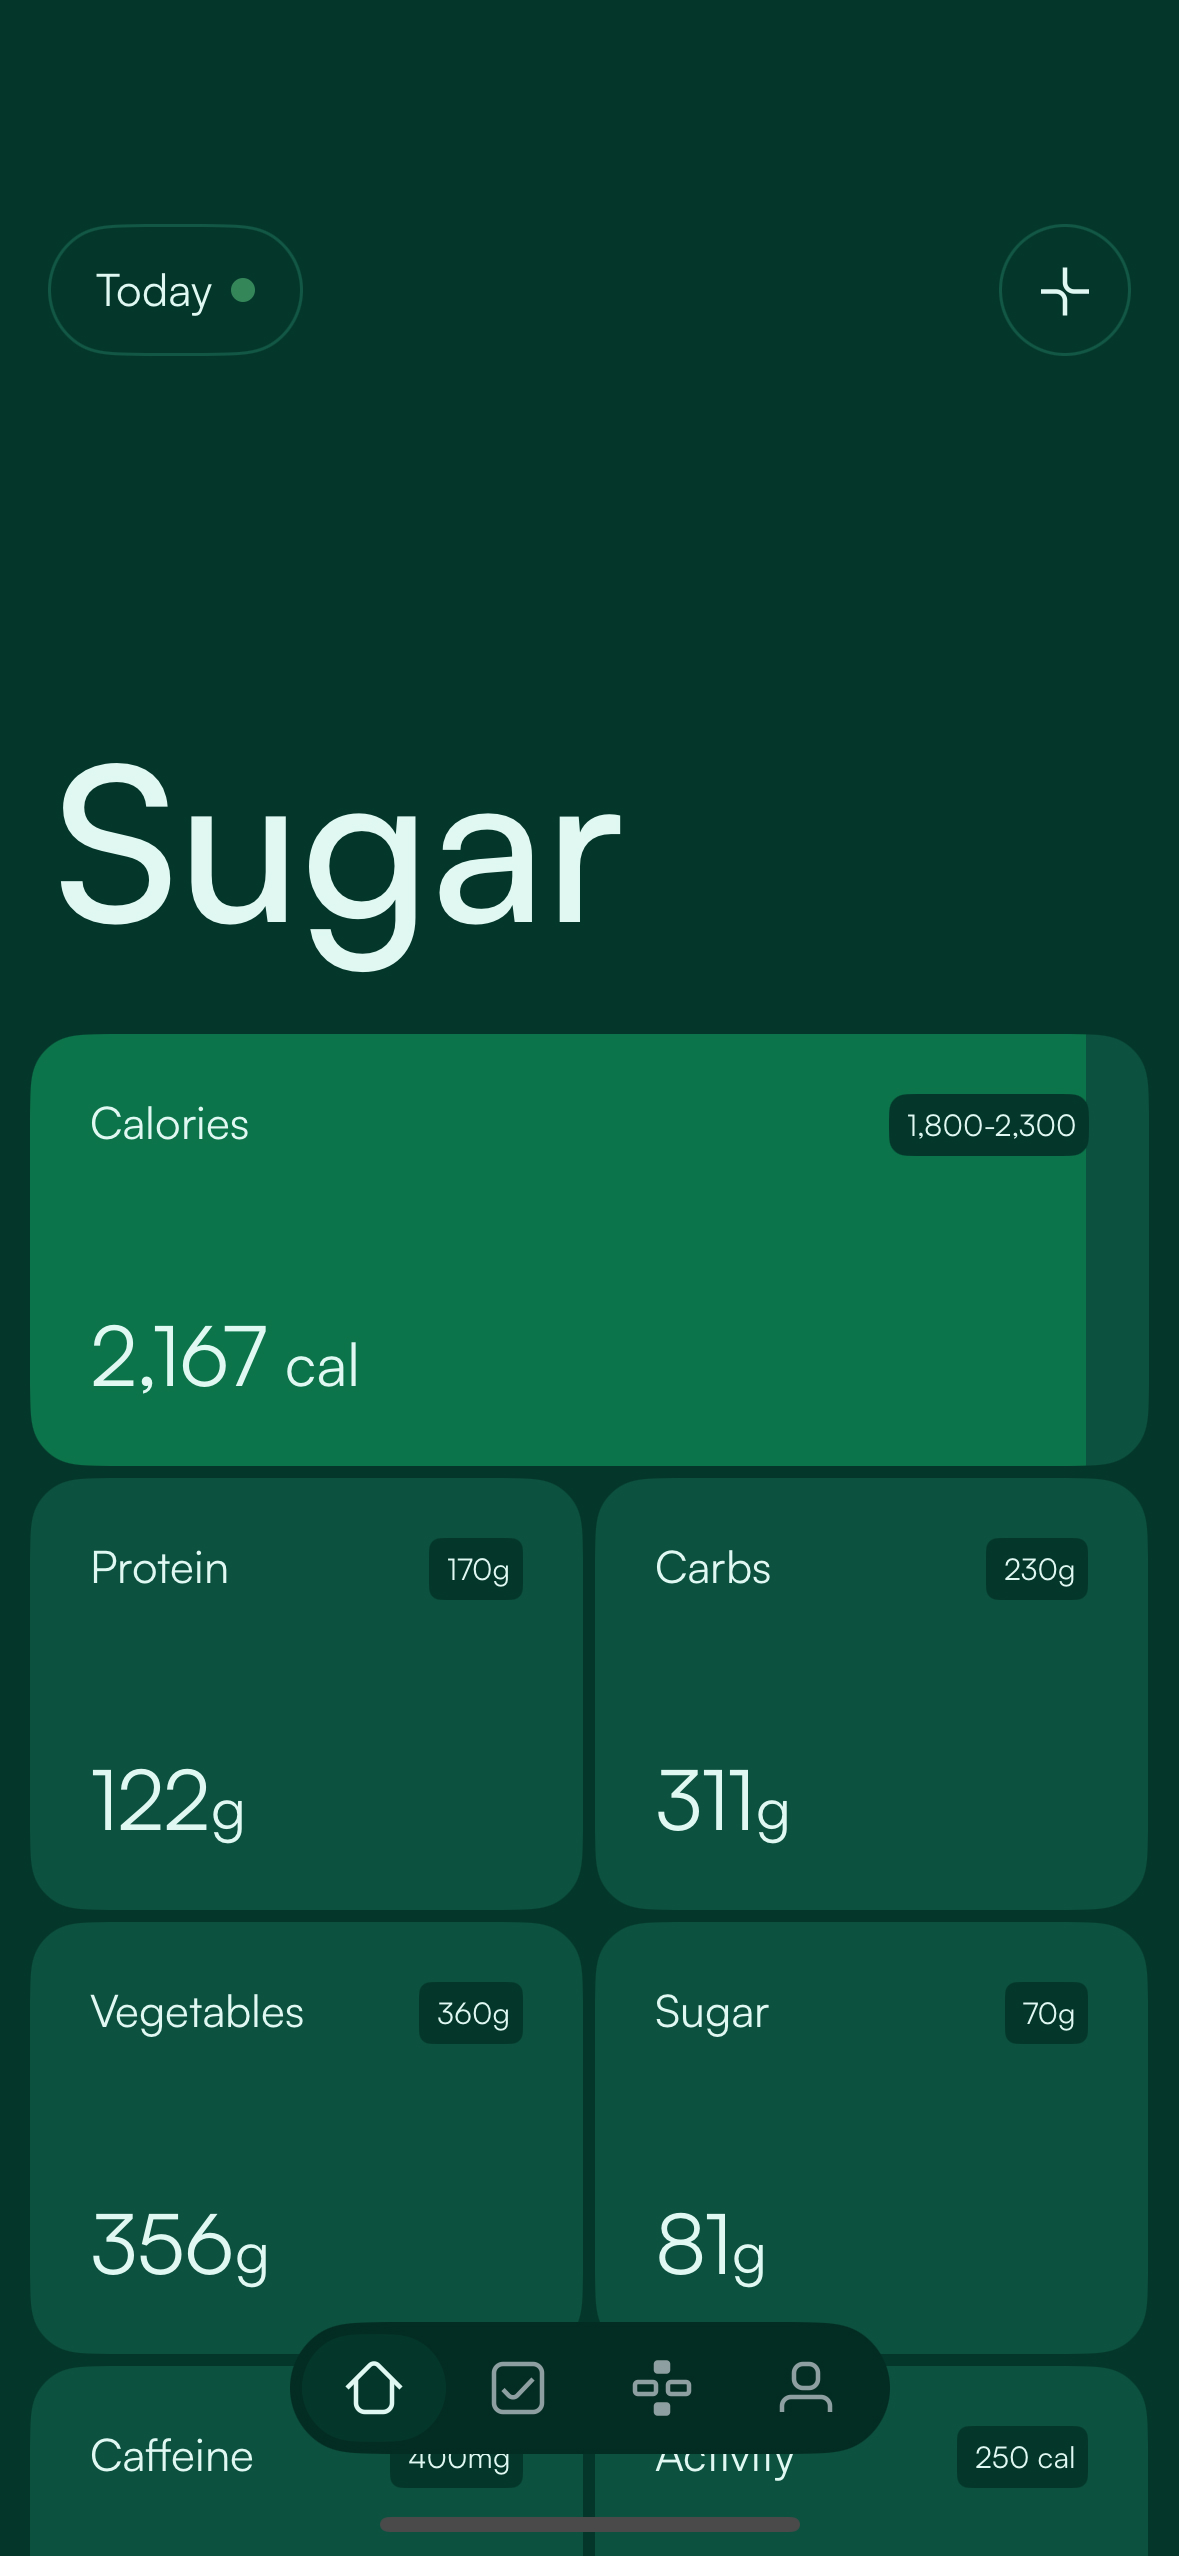 Today
Sugar
Calories 1,800-2,300
2,167 cal
Protein 170g
122g
Carbs 230g
311g
Vegetables 360g
356g
Sugar 70g
81g
Caffeine 400mg
Activity 250 cal